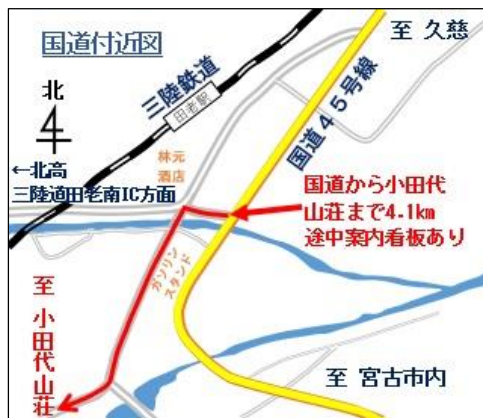 国道付近図
至 久慈
北
三陸鉄道
田老駅
国道45号線
林元
酒店
←北高
三陸道田老南IC方面
国道から小田代
山荘まで4.1km
途中案内看板あり
ガソリン
スタンド
至 小田代山荘
至 宮古市内